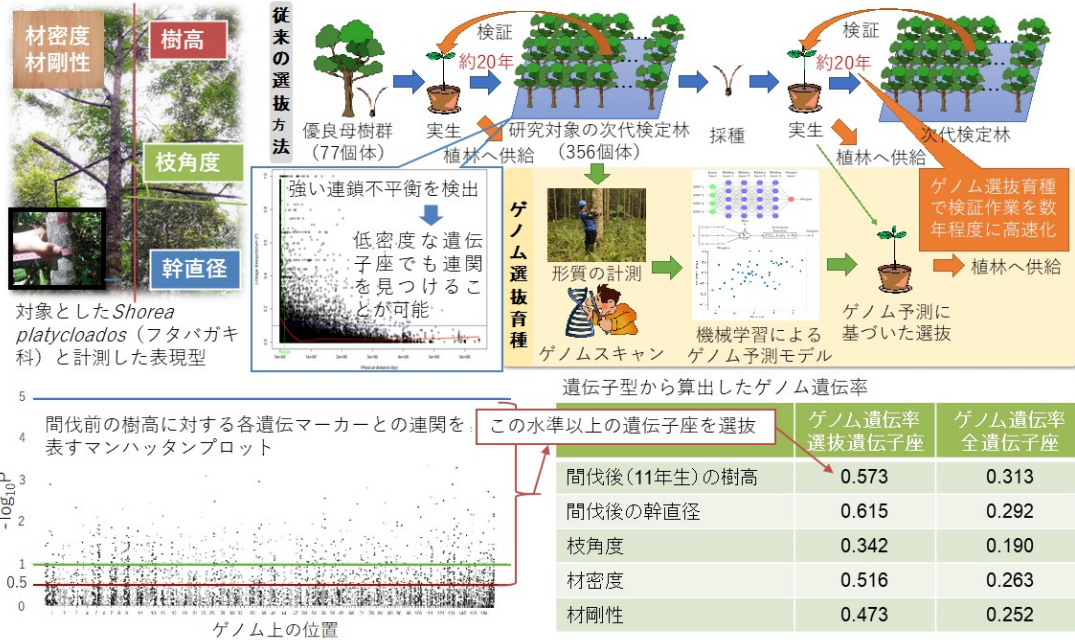 材密度
材剛性
樹高
枝角度
幹直径
対象としたShorea
platycloados（フタバガキ
科）と計測した表現型
従来の選抜方法
検証
約20年
検証
約20年
優良母樹群
（77個体）
実生
研究対象の次代検定林
（356個体）
採種
実生
次代検定林
植林へ供給
植林へ供給
強い連鎖不平衡を検出
低密度な遺伝
子座でも連関
を見つけるこ
とが可能
ゲノム選抜育種
形質の計測
ゲノムスキャン
機械学習による
ゲノム予測モデル
ゲノム予測に
基づいた選抜
ゲノム選抜育種
で検証作業を数
年程度に高速化
植林へ供給
間伐前の樹高に対する各遺伝マーカーとの連関を
表すマンハッタンプロット
5
4
3
2
1
0.5
0
-log10P
ゲノム上の位置
この水準以上の遺伝子座を選抜
遺伝子型から算出したゲノム遺伝率
ゲノム遺伝率
選抜遺伝子座
ゲノム遺伝率
全遺伝子座
間伐後（11年生）の樹高 0.573 0.313
間伐後の幹直径 0.615 0.292
枝角度 0.342 0.190
材密度 0.516 0.263
材剛性 0.473 0.252